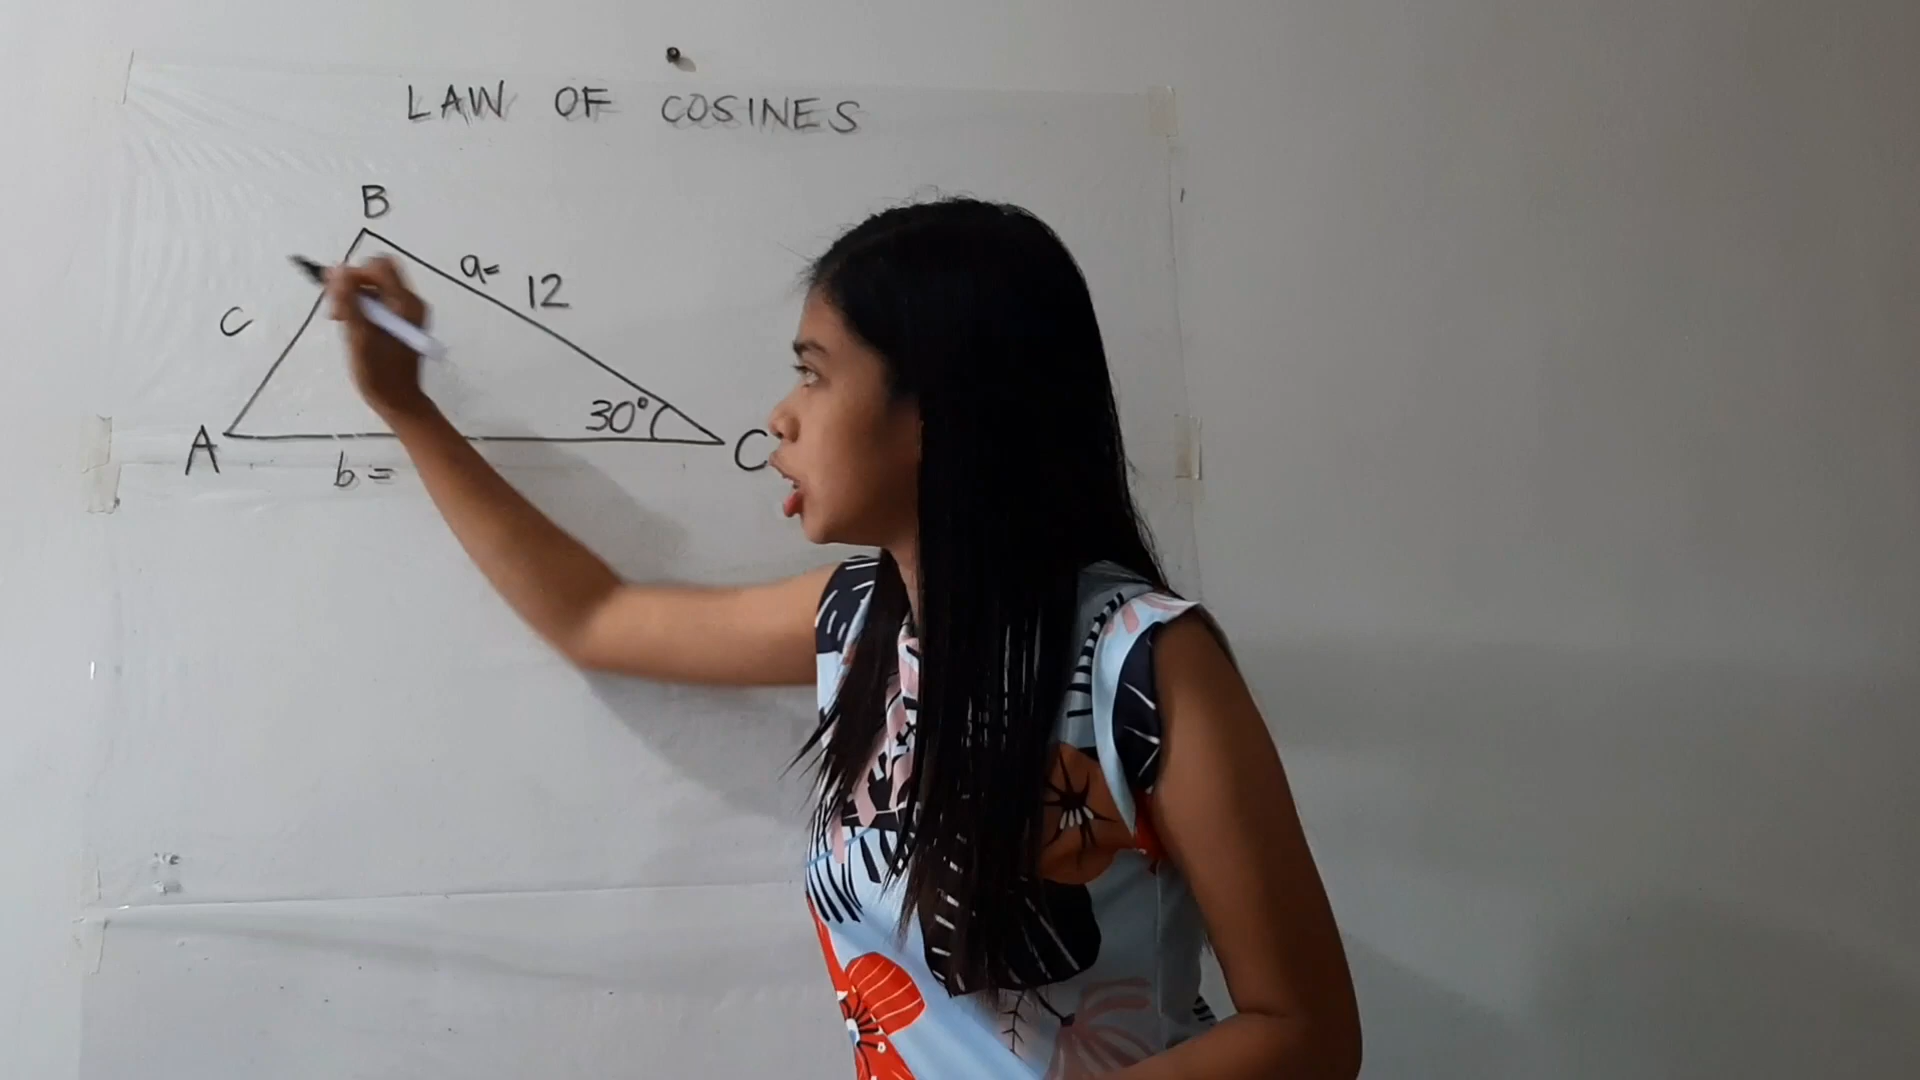 LAW OF COSINES
B
a= 12
c
30°
A
C
b =